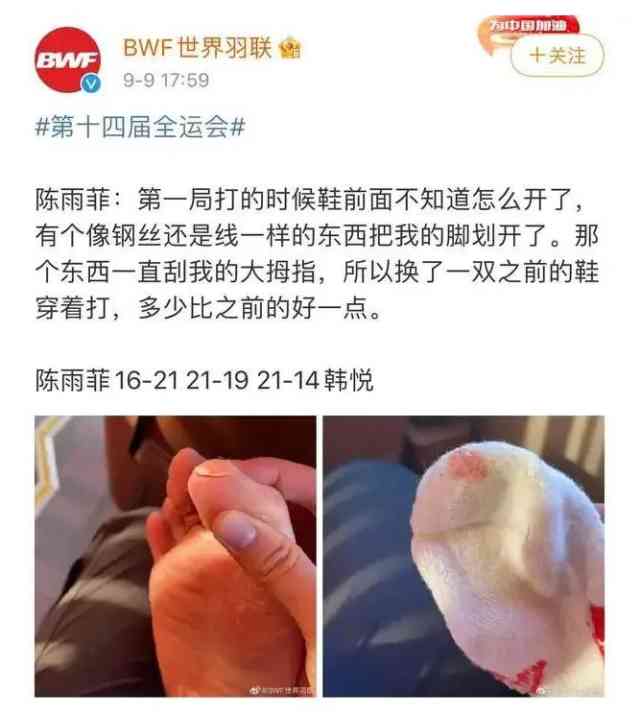 为中国加油
BWF
BWF世界羽联
9-9 17:59
+关注
#第十四届全运会#
陈雨菲：第一局打的时候鞋前面不知道怎么开了，
有个像钢丝还是线一样的东西把我的脚划开了。那
个东西一直刮我的大拇指，所以换了一双之前的鞋
穿着打，多少比之前的好一点。
陈雨菲16-21 21-19 21-14韩悦
@BWF世界羽联